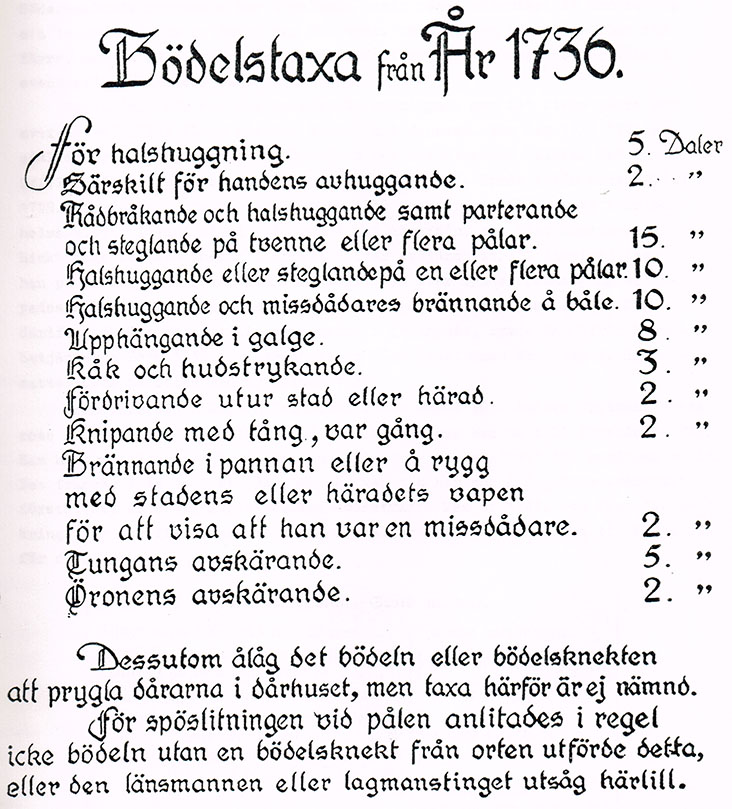 Bödelstaxa från År 1736.
För halshuggning. 5. Daler
Särskilt för handens avhuggande. 2. "
Rådbråkande och halshuggande samt parterande
och steglande på tvenne eller flera pålar. 15. "
Halshuggande eller steglande på en eller flera pålar. 10. "
Halshuggande och missdådares brännande å båle. 10. "
Upphängande i galge. 8. "
Kåk och hudstrykande. 3. "
Fördrivande utur stad eller härad. 2. "
Knipande med tång, var gång. 2. "
Brännande i pannan eller å rygg
med stadens eller häradets vapen
för att visa att han var en missdådare. 2. "
Tungans avskärande. 5. "
Öronens avskärande. 2. "
Dessutom ålåg det bödeln eller bödelsknekten
att prygla dårarna i dårhuset, men taxa härför är ej nämnd.
För spöslitningen vid pålen anlitades i regel
icke bödeln utan en bödelsknekt från orten utförde detta,
eller den länsmannen eller lagmanstinget utsåg härtill.